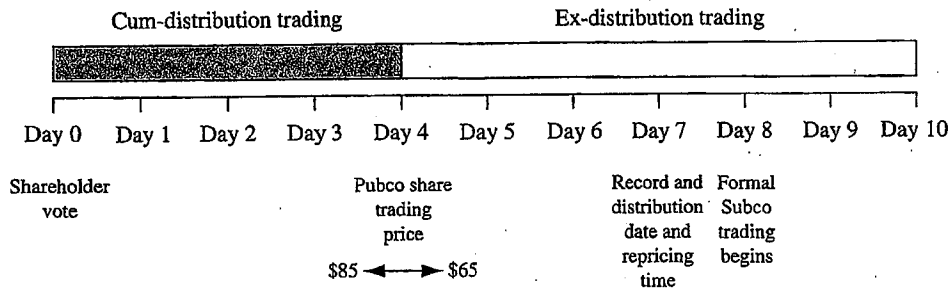 Cum-distribution trading Ex-distribution trading
Day 0 Day 1 Day 2 Day 3 Day 4 Day 5 Day 6 Day 7 Day 8 Day 9 Day 10
Shareholder
vote
Pubco share
trading
price
$85 $65
Record and
distribution
date and
repricing
time
Formal
Subco
trading
begins